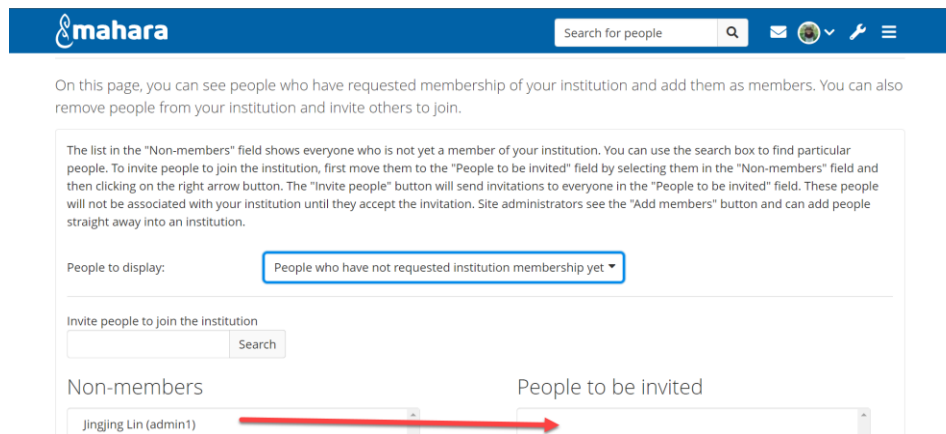 mahara
Search for people
On this page, you can see people who have requested membership of your institution and add them as members. You can also
remove people from your institution and invite others to join.
The list in the "Non-members" field shows everyone who is not yet a member of your institution. You can use the search box to find particular
people. To invite people to join the institution, first move them to the "People to be invited" field by selecting them in the "Non-members" field and
then clicking on the right arrow button. The "Invite people" button will send invitations to everyone in the "People to be invited" field. These people
will not be associated with your institution until they accept the invitation. Site administrators see the "Add members" button and can add people
straight away into an institution.
People to display:
People who have not requested institution membership yet
Invite people to join the institution
Search
Non-members
People to be invited
Jingjing Lin (admin1)